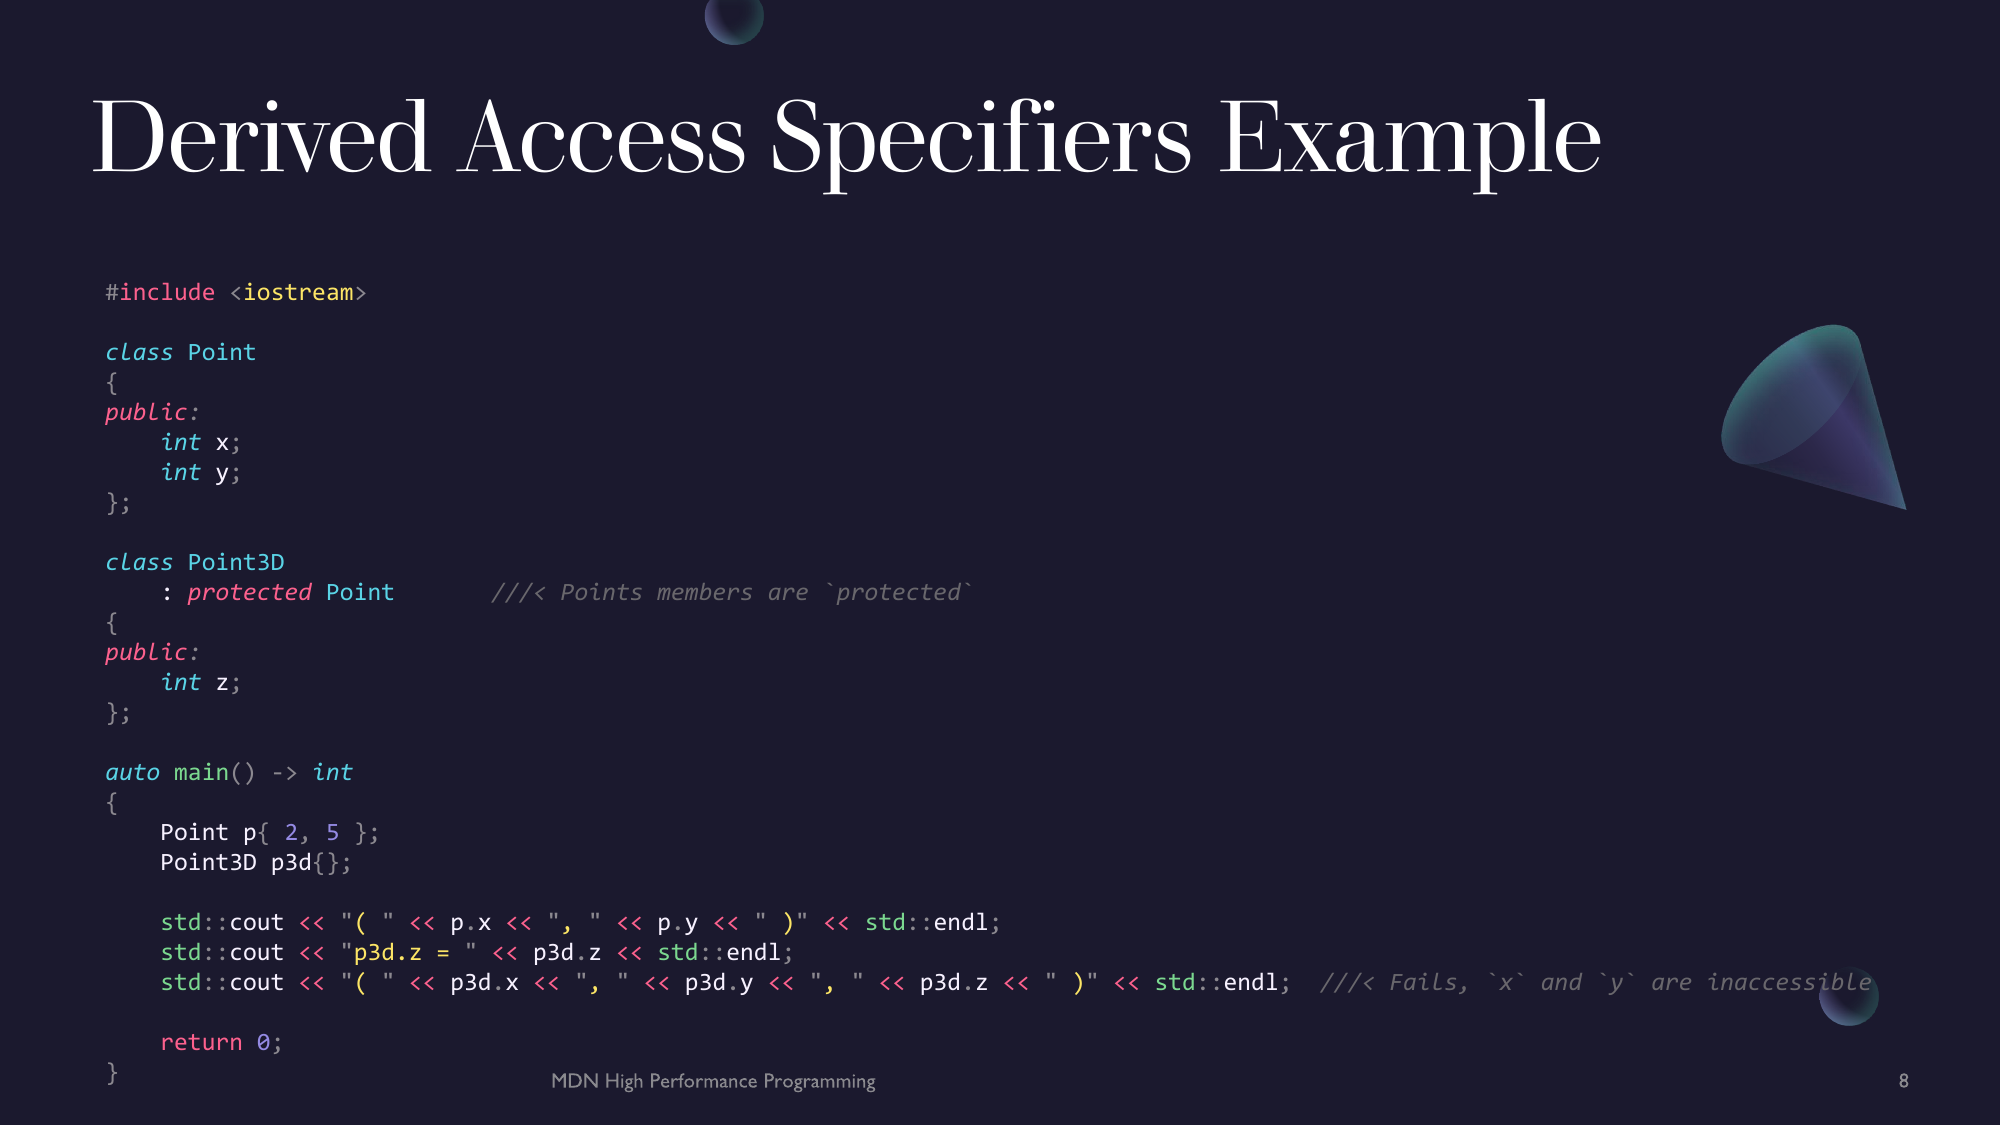 Derived Access Specifiers Example
#include <iostream>
class Point
{
public:
    int x;
    int y;
};
class Point3D
    : protected Point       ///< Points members are `protected`
{
public:
    int z;
};
auto main() -> int
{
    Point p{ 2, 5 };
    Point3D p3d{};
    std::cout << "( " << p.x << ", " << p.y << " )" << std::endl;
    std::cout << "p3d.z = " << p3d.z << std::endl;
    std::cout << "( " << p3d.x << ", " << p3d.y << ", " << p3d.z << " )" << std::endl;  ///< Fails, `x` and `y` are inaccessible
    return 0;
}
MDN High Performance Programming
8